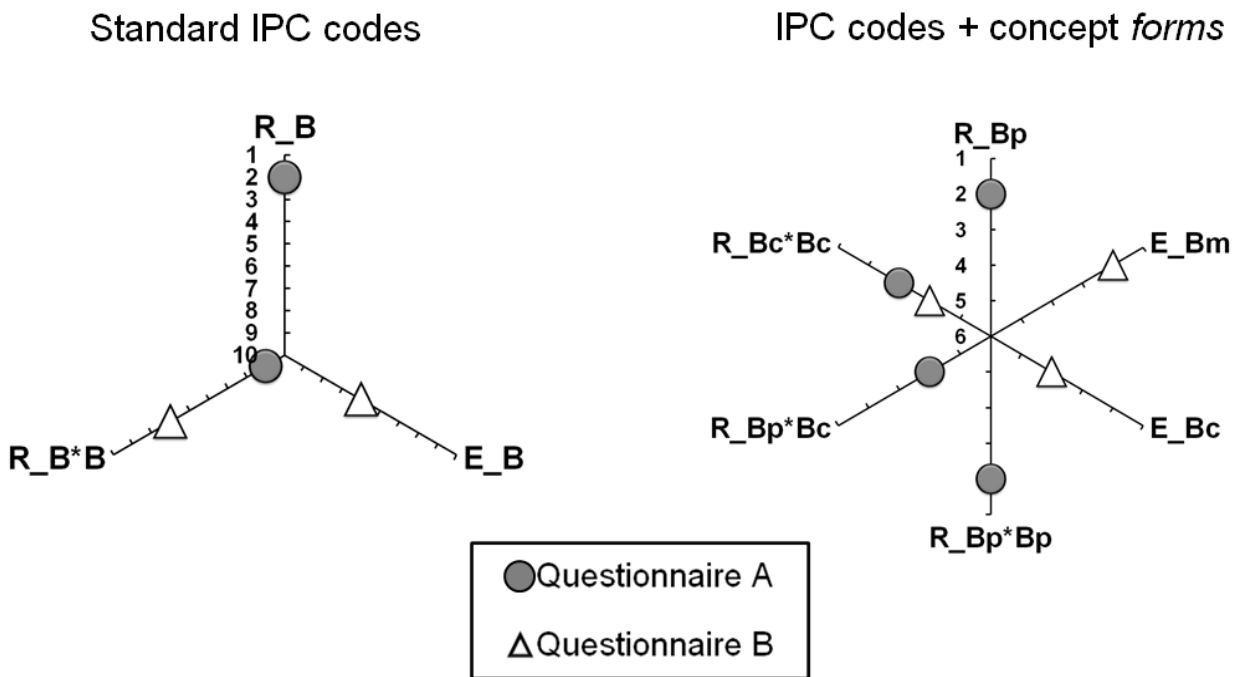 Standard IPC codes
IPC codes + concept forms
R_B
1
2
3
4
5
6
7
8
9
10
R_B*B
E_B
R_Bp
1
2
3
4
5
6
R_Bc*Bc
E_Bm
R_Bp*Bc
E_Bc
R_Bp*Bp
Questionnaire A
Questionnaire B